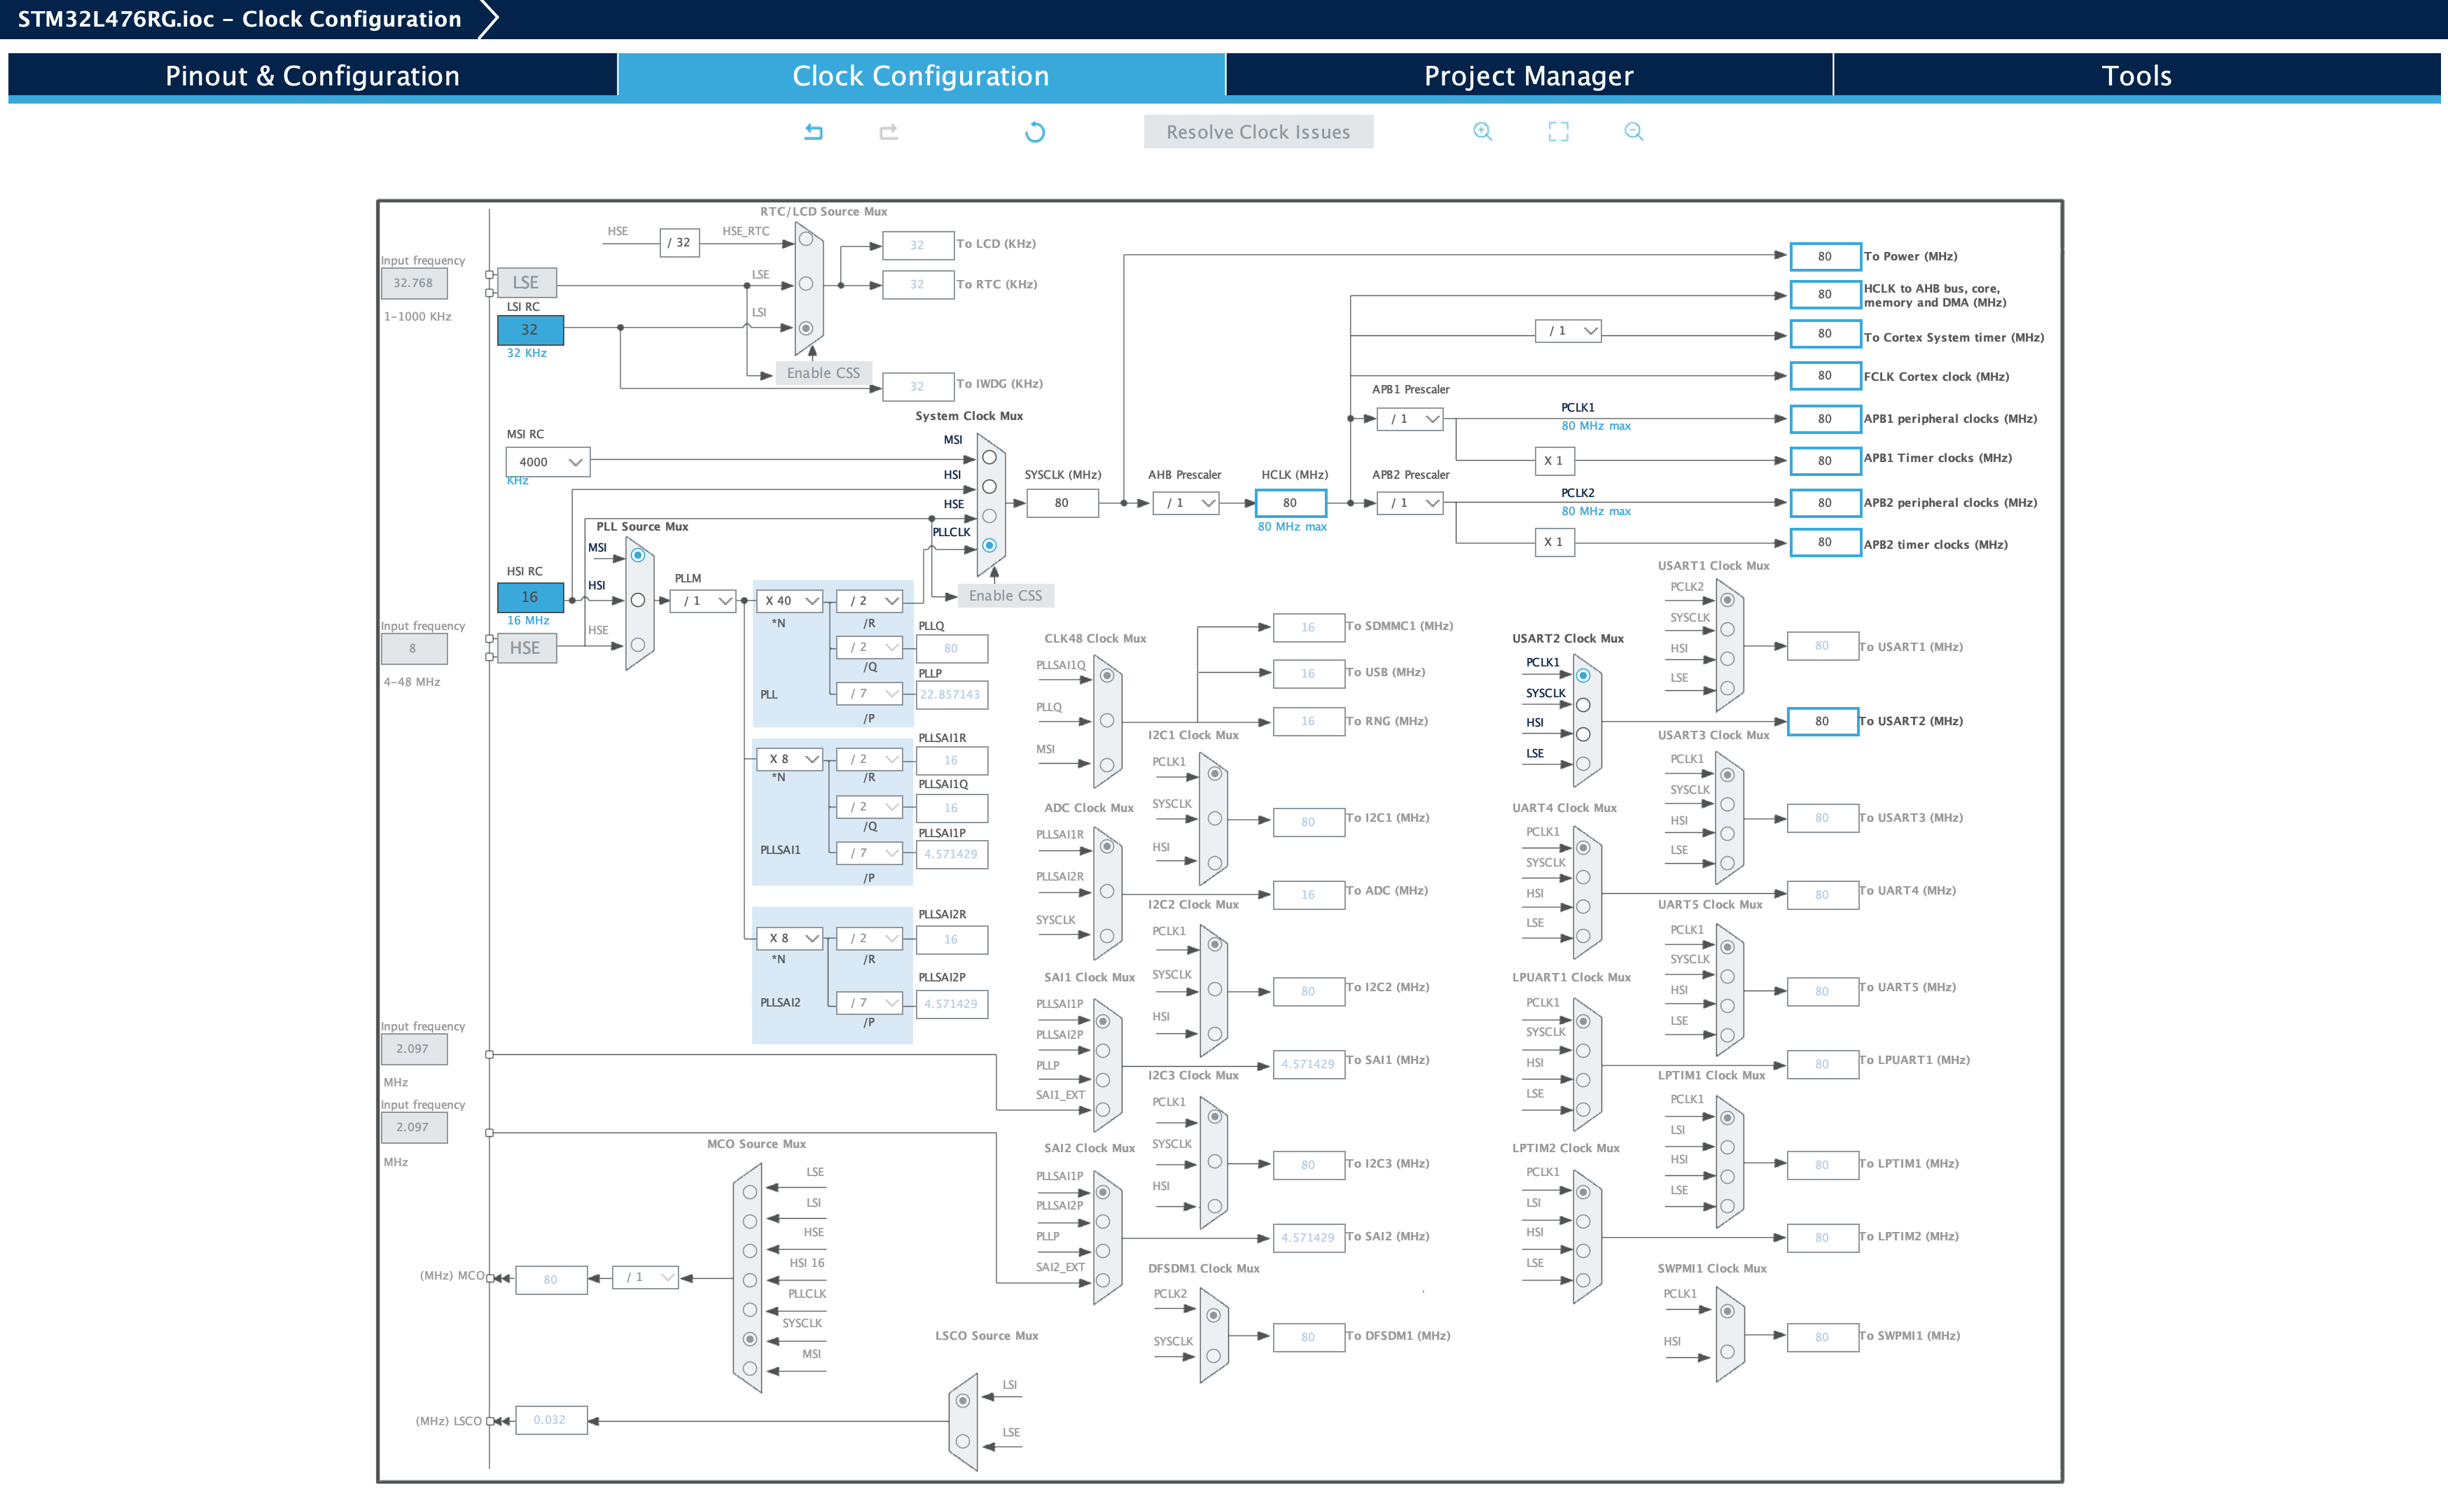 STM32L476RG.ioc – Clock Configuration
Pinout & Configuration
Clock Configuration
Project Manager
Tools
Resolve Clock Issues
RTC/LCD Source Mux
HSE
/ 32
HSE_RTC
32
To LCD (KHz)
Input frequency
32.768
1-1000 KHz
LSE
LSE
32
To RTC (KHz)
LSI RC
32
32 KHz
LSI
Enable CSS
32
To IWDG (KHz)
80
To Power (MHz)
80
HCLK to AHB bus, core,
memory and DMA (MHz)
/ 1
80
To Cortex System timer (MHz)
80
FCLK Cortex clock (MHz)
APB1 Prescaler
/ 1
PCLK1
80 MHz max
80
APB1 peripheral clocks (MHz)
X 1
80
APB1 Timer clocks (MHz)
System Clock Mux
MSI RC
4000
KHz
MSI
HSI
HSE
PLLCLK
SYSCLK (MHz)
80
AHB Prescaler
/ 1
HCLK (MHz)
80
80 MHz max
APB2 Prescaler
/ 1
PCLK2
80 MHz max
80
APB2 peripheral clocks (MHz)
X 1
80
APB2 timer clocks (MHz)
Enable CSS
PLL Source Mux
MSI
HSI RC
16
16 MHz
HSI
HSE
Input frequency
8
4-48 MHz
HSE
PLLM
/ 1
X 40
*N
/ 2
/R
PLLQ
/ 2
80
/Q
PLLP
PLL
/ 7
22.857143
/P
PLLSAI1R
X 8
*N
/ 2
16
/R
PLLSAI1Q
/ 2
16
/Q
PLLSAI1P
PLLSAI1
/ 7
4.571429
/P
PLLSAI2R
X 8
*N
/ 2
16
/R
PLLSAI2P
PLLSAI2
/ 7
4.571429
/P
Input frequency
2.097
MHz
Input frequency
2.097
MHz
CLK48 Clock Mux
PLLSAI1Q
PLLQ
MSI
16
To SDMMC1 (MHz)
16
To USB (MHz)
16
To RNG (MHz)
ADC Clock Mux
PLLSAI1R
PLLSAI2R
SYSCLK
16
To ADC (MHz)
SAI1 Clock Mux
PLLSAI1P
PLLSAI2P
PLLP
SAI1_EXT
4.571429
To SAI1 (MHz)
SAI2 Clock Mux
PLLSAI1P
PLLSAI2P
PLLP
SAI2_EXT
4.571429
To SAI2 (MHz)
I2C1 Clock Mux
PCLK1
SYSCLK
HSI
80
To I2C1 (MHz)
I2C2 Clock Mux
PCLK1
SYSCLK
HSI
80
To I2C2 (MHz)
I2C3 Clock Mux
PCLK1
SYSCLK
HSI
80
To I2C3 (MHz)
DFSDM1 Clock Mux
PCLK2
SYSCLK
80
To DFSDM1 (MHz)
USART1 Clock Mux
PCLK2
SYSCLK
HSI
LSE
80
To USART1 (MHz)
USART2 Clock Mux
PCLK1
SYSCLK
HSI
LSE
80
To USART2 (MHz)
USART3 Clock Mux
PCLK1
SYSCLK
HSI
LSE
80
To USART3 (MHz)
UART4 Clock Mux
PCLK1
SYSCLK
HSI
LSE
80
To UART4 (MHz)
UART5 Clock Mux
PCLK1
SYSCLK
HSI
LSE
80
To UART5 (MHz)
LPUART1 Clock Mux
PCLK1
SYSCLK
HSI
LSE
80
To LPUART1 (MHz)
LPTIM1 Clock Mux
PCLK1
LSI
HSI
LSE
80
To LPTIM1 (MHz)
LPTIM2 Clock Mux
PCLK1
LSI
HSI
LSE
80
To LPTIM2 (MHz)
SWPMI1 Clock Mux
PCLK1
HSI
80
To SWPMI1 (MHz)
MCO Source Mux
LSE
LSI
HSE
HSI 16
PLLCLK
SYSCLK
MSI
(MHz) MCO
80
/ 1
LSCO Source Mux
LSI
LSE
(MHz) LSCO
0.032